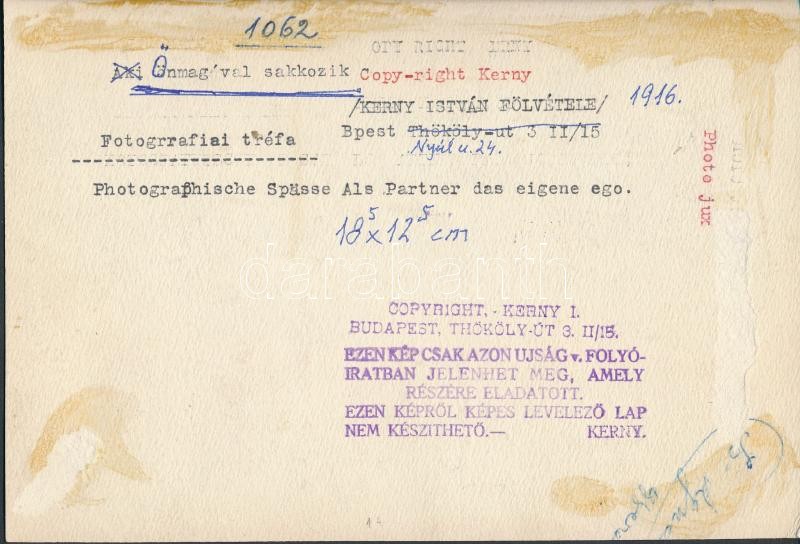 1062
OPY RIGHT
Aki Ő önmagával sakkozik Copy-right Kerny
/KERNY ISTVÁN FÖLVÉTELE/ 1916.
Fotogrrafiai tréfa
Bpest Thököly-ut 3 II/15
Nyúl u. 24.
Photo jux
Photographische Spässe Als Partner das eigene ego.
18⁵ x 12⁵ cm
darabanth
COPYRIGHT, - KERNY I.
BUDAPEST, THÖKÖLY-ÚT 3. II/15.
EZEN KÉP CSAK AZON UJSÁG v. FOLYÓ-
IRATBAN JELENHET MEG, AMELY
RÉSZÉRE ELADATOTT.
EZEN KÉPRŐL KÉPES LEVELEZŐ LAP
NEM KÉSZITHETŐ.— KERNY.